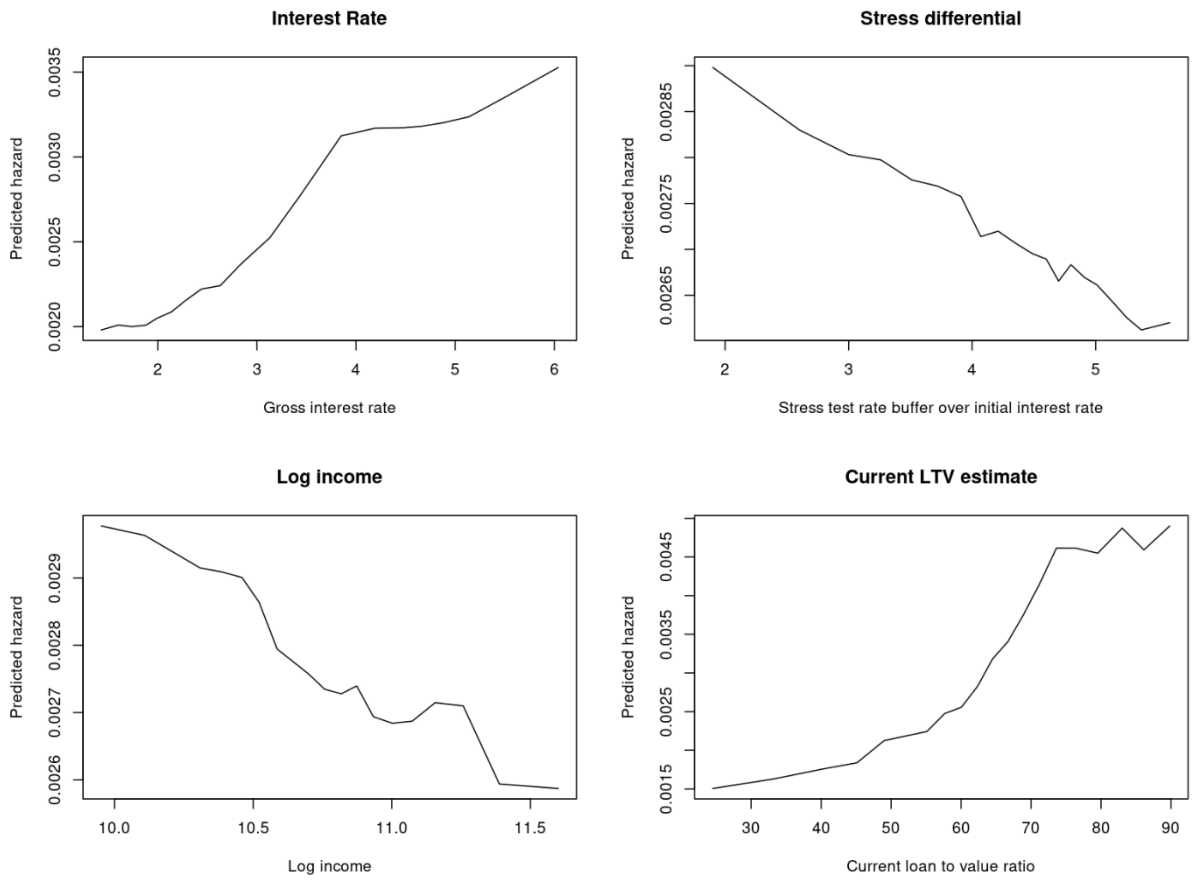 Interest Rate
Predicted hazard
0.0035
0.0030
0.0025
0.0020
2 3 4 5 6
Gross interest rate
Stress differential
Predicted hazard
0.00285
0.00275
0.00265
2 3 4 5
Stress test rate buffer over initial interest rate
Log income
Predicted hazard
0.0029
0.0028
0.0027
0.0026
10.0 10.5 11.0 11.5
Log income
Current LTV estimate
Predicted hazard
0.0045
0.0035
0.0025
0.0015
30 40 50 60 70 80 90
Current loan to value ratio